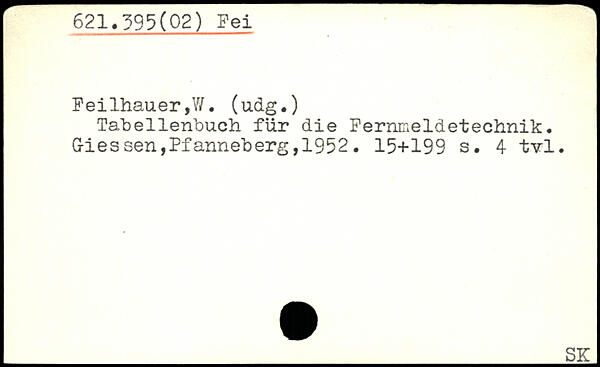 621.395(02) Fei
Feilhauer,W. (udg.)
Tabellenbuch für die Fernmeldetechnik.
Giessen,Pfanneberg,1952. 15+199 s. 4 tvl.
SK